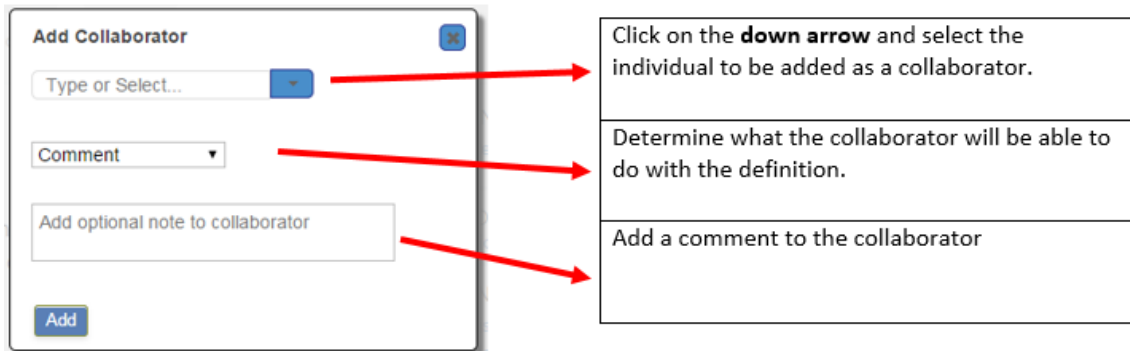 Add Collaborator
Type or Select...
Comment
Add optional note to collaborator
Add
Click on the down arrow and select the
individual to be added as a collaborator.
Determine what the collaborator will be able to
do with the definition.
Add a comment to the collaborator